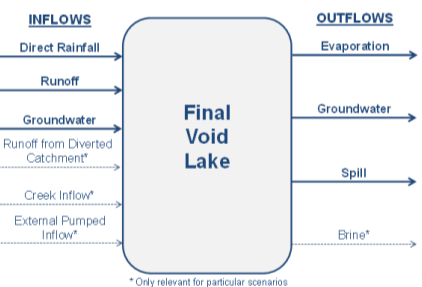 INFLOWS
OUTFLOWS
Direct Rainfall
Runoff
Groundwater
Runoff from Diverted
Catchment*
Creek Inflow*
External Pumped
Inflow*
Final
Void
Lake
Evaporation
Groundwater
Spill
Brine*
* Only relevant for particular scenarios